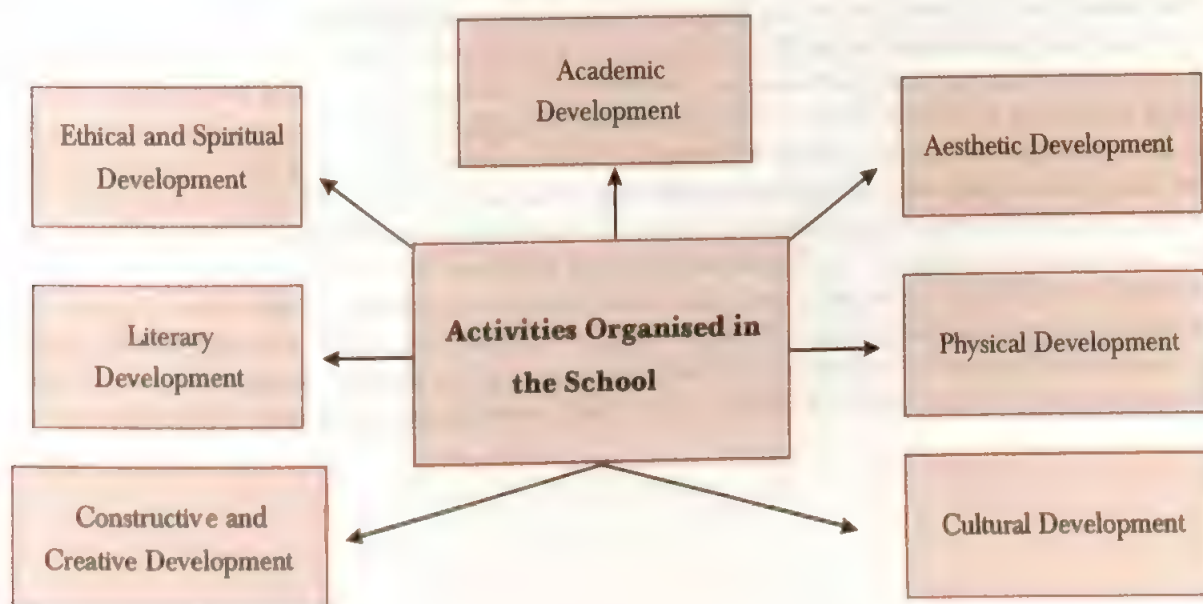 Academic
Development
Ethical and Spiritual
Development
Aesthetic Development
Activities Organised in
the School
Literary
Development
Physical Development
Constructive and
Creative Development
Cultural Development